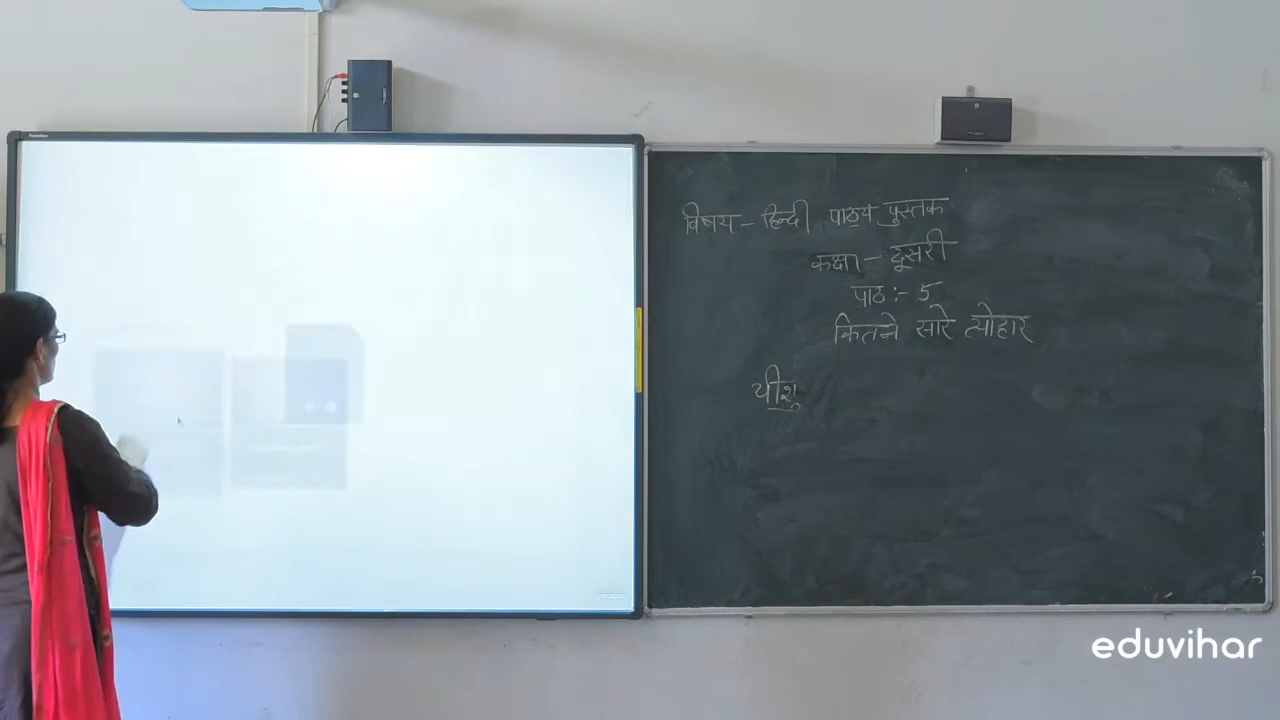 विषय – हिन्दी पाठ्य पुस्तक
कक्षा – दूसरी
पाठ :- 5
कितने सारे त्योहार
यीशु
eduvihar